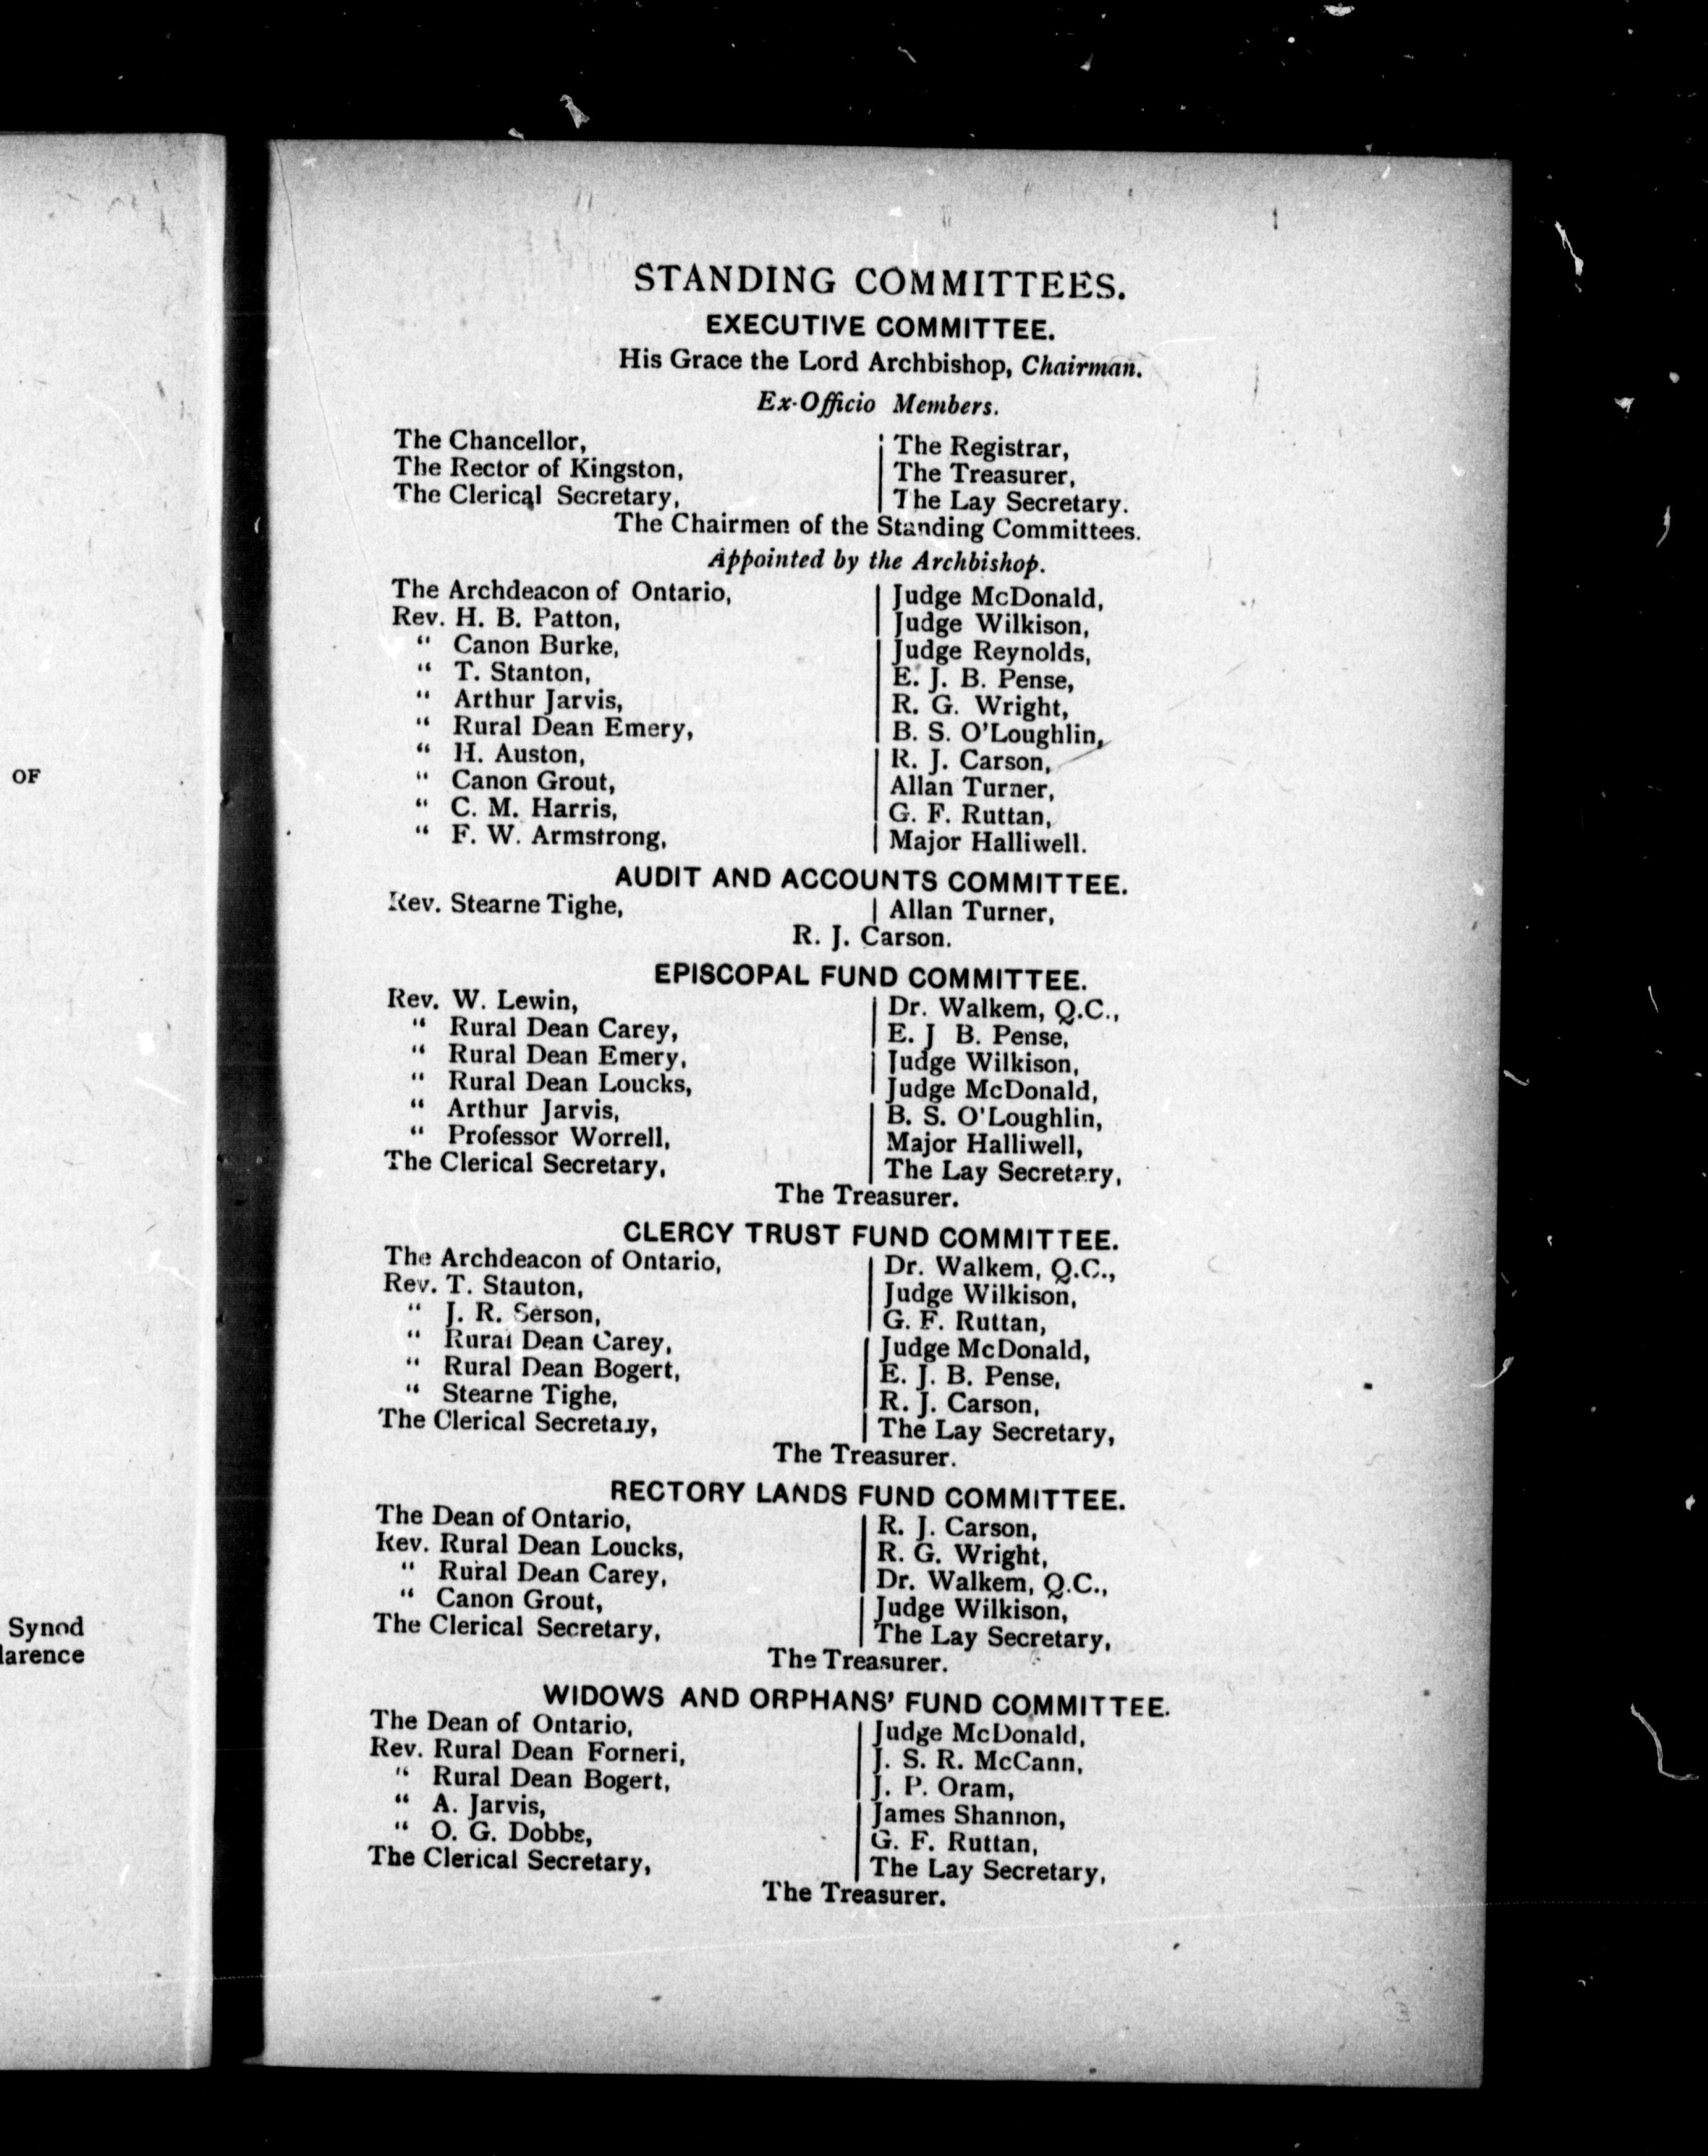 OF
Synod
larence
STANDING COMMITTEES.
EXECUTIVE COMMITTEE.
His Grace the Lord Archbishop, Chairman.
Ex-Officio Members.
The Chancellor, | The Registrar,
The Rector of Kingston, | The Treasurer,
The Clerical Secretary, | The Lay Secretary.
The Chairmen of the Standing Committees.
Appointed by the Archbishop.
The Archdeacon of Ontario, | Judge McDonald,
Rev. H. B. Patton, | Judge Wilkison,
“ Canon Burke, | Judge Reynolds,
“ T. Stanton, | E. J. B. Pense,
“ Arthur Jarvis, | R. G. Wright,
“ Rural Dean Emery, | B. S. O'Loughlin,
“ H. Auston, | R. J. Carson,
“ Canon Grout, | Allan Turner,
“ C. M. Harris, | G. F. Ruttan,
“ F. W. Armstrong, | Major Halliwell.
AUDIT AND ACCOUNTS COMMITTEE.
Rev. Stearne Tighe, | Allan Turner,
R. J. Carson.
EPISCOPAL FUND COMMITTEE.
Rev. W. Lewin, | Dr. Walkem, Q.C.,
“ Rural Dean Carey, | E. J B. Pense,
“ Rural Dean Emery, | Judge Wilkison,
“ Rural Dean Loucks, | Judge McDonald,
“ Arthur Jarvis, | B. S. O'Loughlin,
“ Professor Worrell, | Major Halliwell,
The Clerical Secretary, | The Lay Secretary,
The Treasurer.
CLERGY TRUST FUND COMMITTEE.
The Archdeacon of Ontario, | Dr. Walkem, Q.C.,
Rev. T. Stauton, | Judge Wilkison,
“ J. R. Serson, | G. F. Ruttan,
“ Rural Dean Carey, | Judge McDonald,
“ Rural Dean Bogert, | E. J. B. Pense,
“ Stearne Tighe, | R. J. Carson,
The Clerical Secretary, | The Lay Secretary,
The Treasurer.
RECTORY LANDS FUND COMMITTEE.
The Dean of Ontario, | R. J. Carson,
Rev. Rural Dean Loucks, | R. G. Wright,
“ Rural Dean Carey, | Dr. Walkem, Q.C.,
“ Canon Grout, | Judge Wilkison,
The Clerical Secretary, | The Lay Secretary,
The Treasurer.
WIDOWS AND ORPHANS' FUND COMMITTEE.
The Dean of Ontario, | Judge McDonald,
Rev. Rural Dean Forneri, | J. S. R. McCann,
“ Rural Dean Bogert, | J. P. Oram,
“ A. Jarvis, | James Shannon,
“ O. G. Dobbs, | G. F. Ruttan,
The Clerical Secretary, | The Lay Secretary,
The Treasurer.